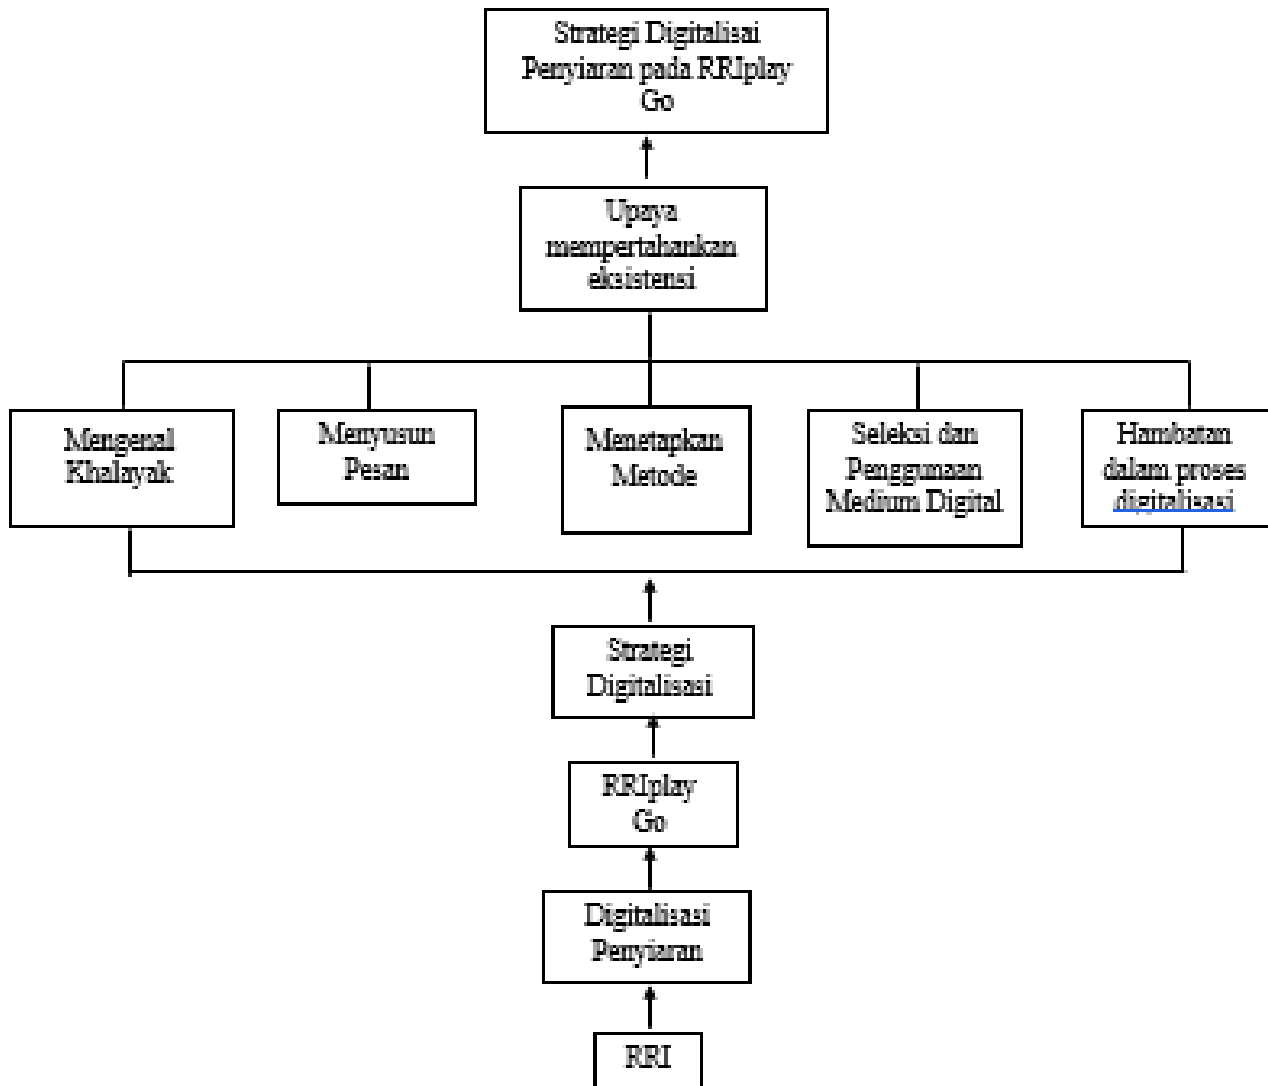 Strategi Digitalisai
Penyiaran pada RRIplay
Go
Upaya
mempertahankan
eksistensi
Mengenal
Khalayak
Menyusun
Pesan
Menetapkan
Metode
Seleksi dan
Penggunaan
Medium Digital
Hambatan
dalam proses
digitalisasi
Strategi
Digitalisasi
RRIplay
Go
Digitalisasi
Penyiaran
RRI